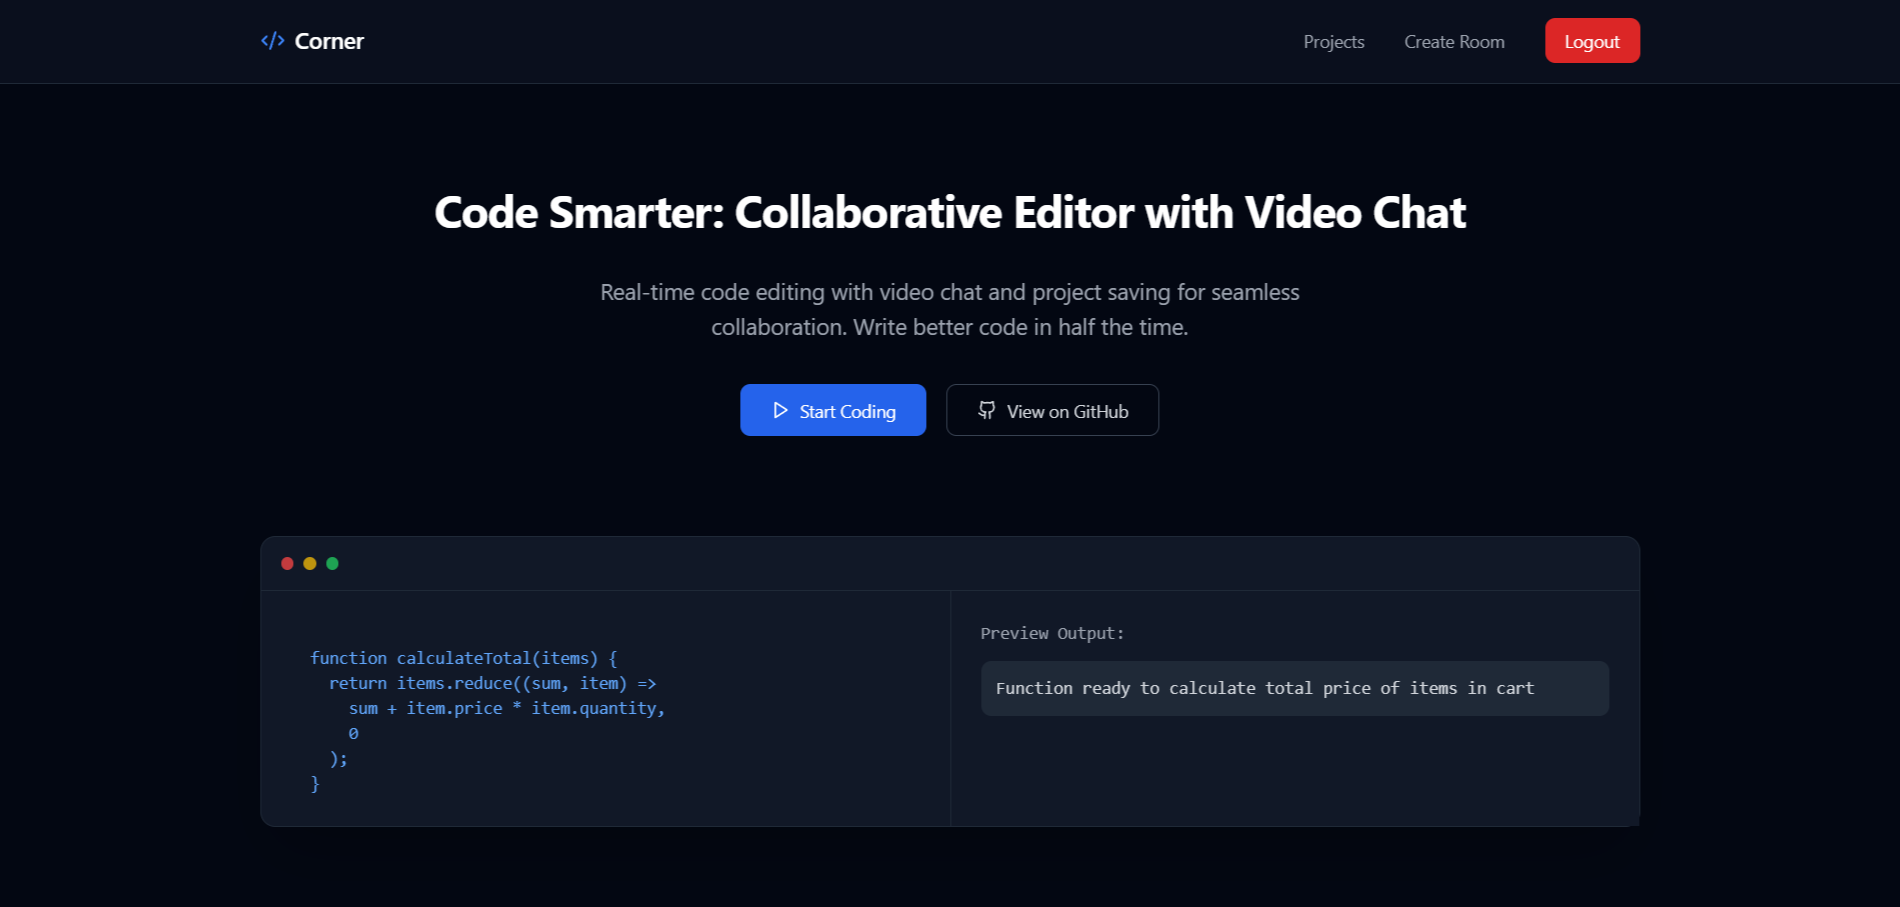 </> Corner
Projects
Create Room
Logout
Code Smarter: Collaborative Editor with Video Chat
Real-time code editing with video chat and project saving for seamless
collaboration. Write better code in half the time.
Start Coding
View on GitHub
function calculateTotal(items) {
  return items.reduce((sum, item) =>
    sum + item.price * item.quantity,
    0
  );
}
Preview Output:
Function ready to calculate total price of items in cart